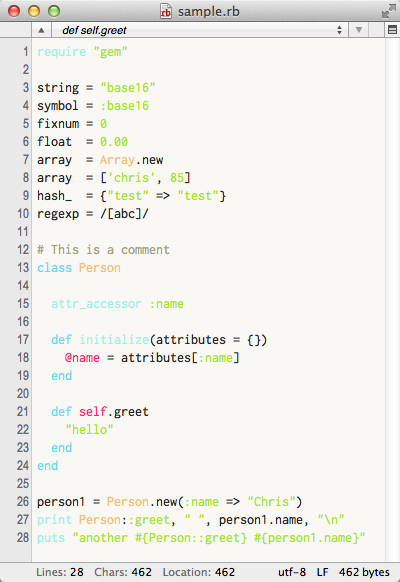 sample.rb
def self.greet
1 require "gem"
2
3 string = "base16"
4 symbol = :base16
5 fixnum = 0
6 float  = 0.00
7 array  = Array.new
8 array  = ['chris', 85]
9 hash_  = {"test" => "test"}
10 regexp = /[abc]/
11
12 # This is a comment
13 class Person
14
15   attr_accessor :name
16
17   def initialize(attributes = {})
18     @name = attributes[:name]
19   end
20
21   def self.greet
22     "hello"
23   end
24 end
25
26 person1 = Person.new(:name => "Chris")
27 print Person::greet, " ", person1.name, "\n"
28 puts "another #{Person::greet} #{person1.name}"
Lines: 28 Chars: 462 Location: 462 utf-8 LF 462 bytes